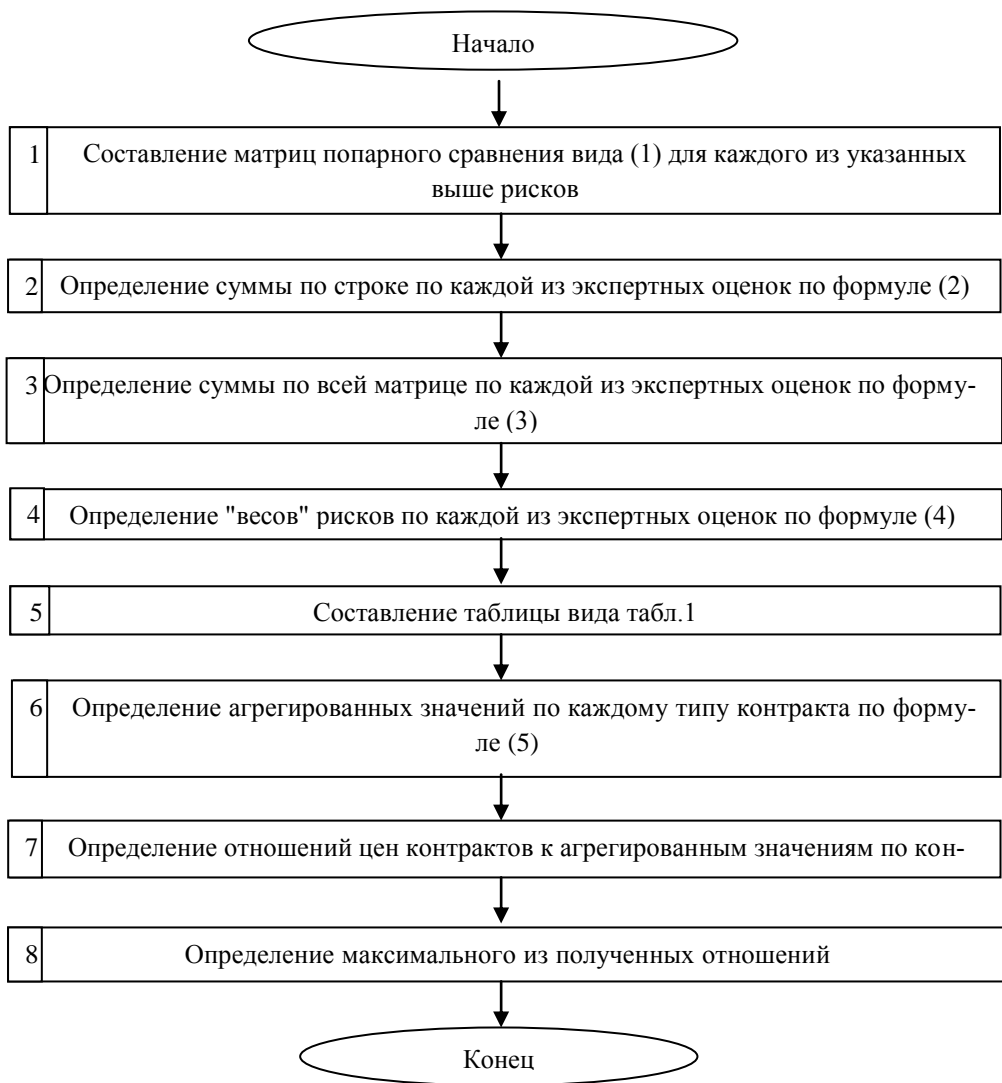 Начало
1 Составление матриц попарного сравнения вида (1) для каждого из указанных
выше рисков
2 Определение суммы по строке по каждой из экспертных оценок по формуле (2)
3 Определение суммы по всей матрице по каждой из экспертных оценок по форму-
ле (3)
4 Определение "весов" рисков по каждой из экспертных оценок по формуле (4)
5 Составление таблицы вида табл.1
6 Определение агрегированных значений по каждому типу контракта по форму-
ле (5)
7 Определение отношений цен контрактов к агрегированным значениям по кон-
8 Определение максимального из полученных отношений
Конец